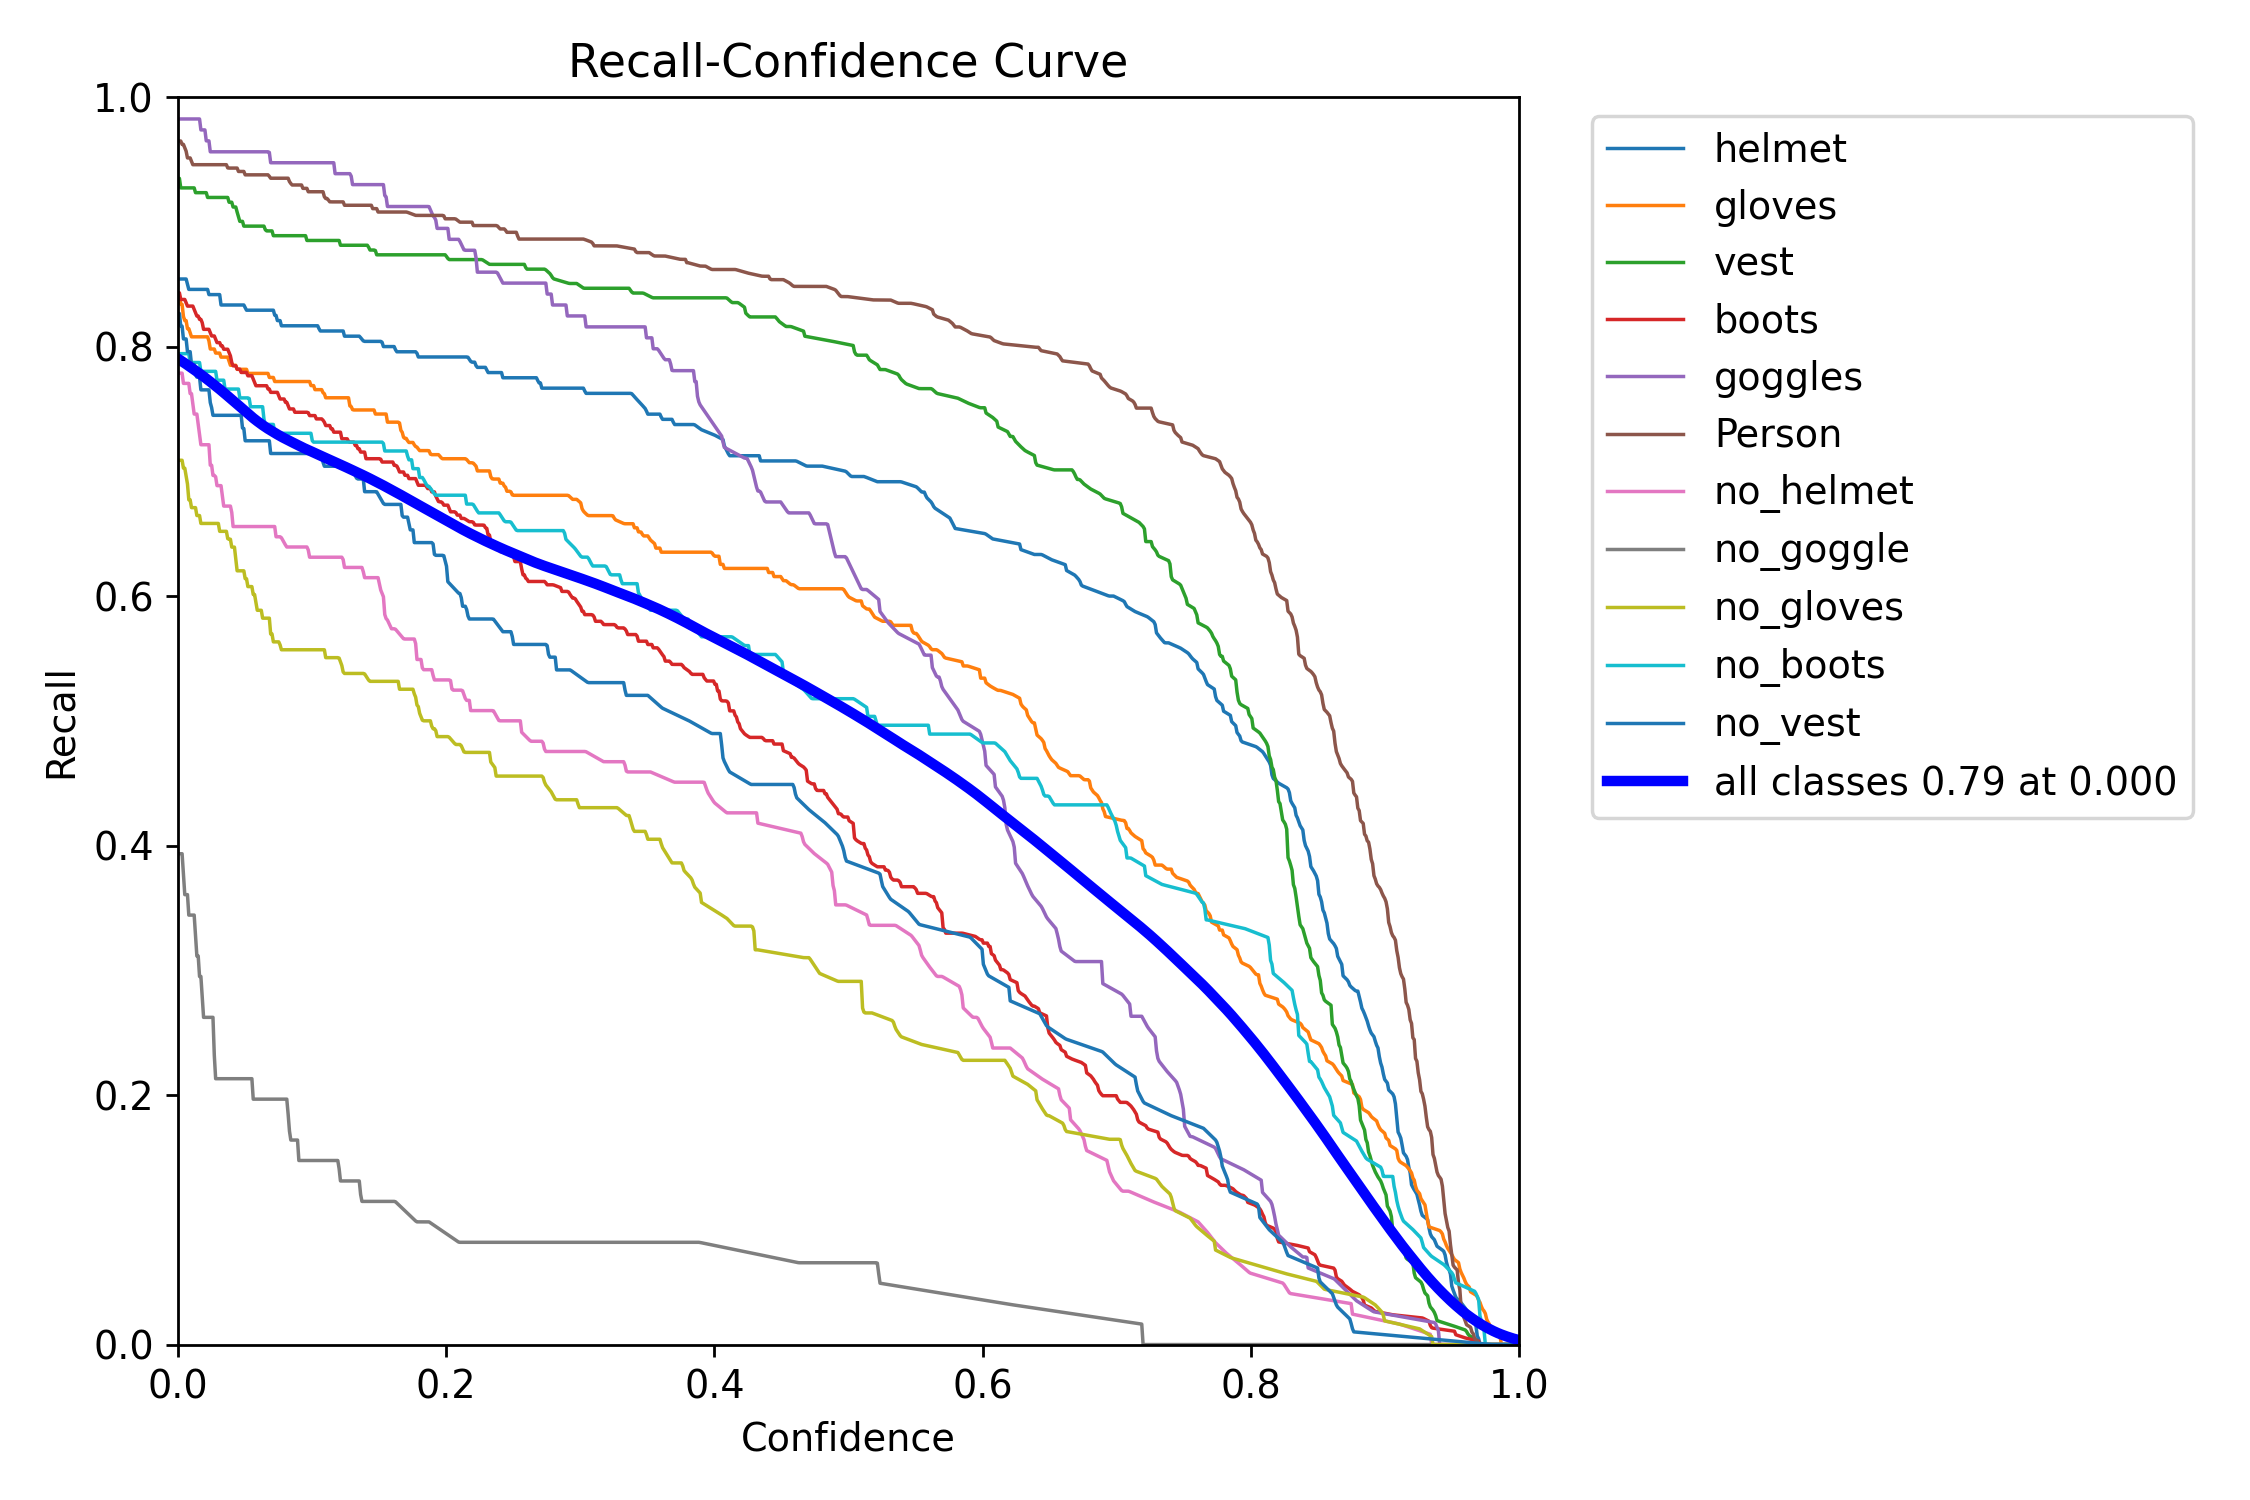 Recall-Confidence Curve
1.0
0.8
0.6
0.4
0.2
0.0
Recall
0.0 0.2 0.4 0.6 0.8 1.0
Confidence
helmet
gloves
vest
boots
goggles
Person
no_helmet
no_goggle
no_gloves
no_boots
no_vest
all classes 0.79 at 0.000